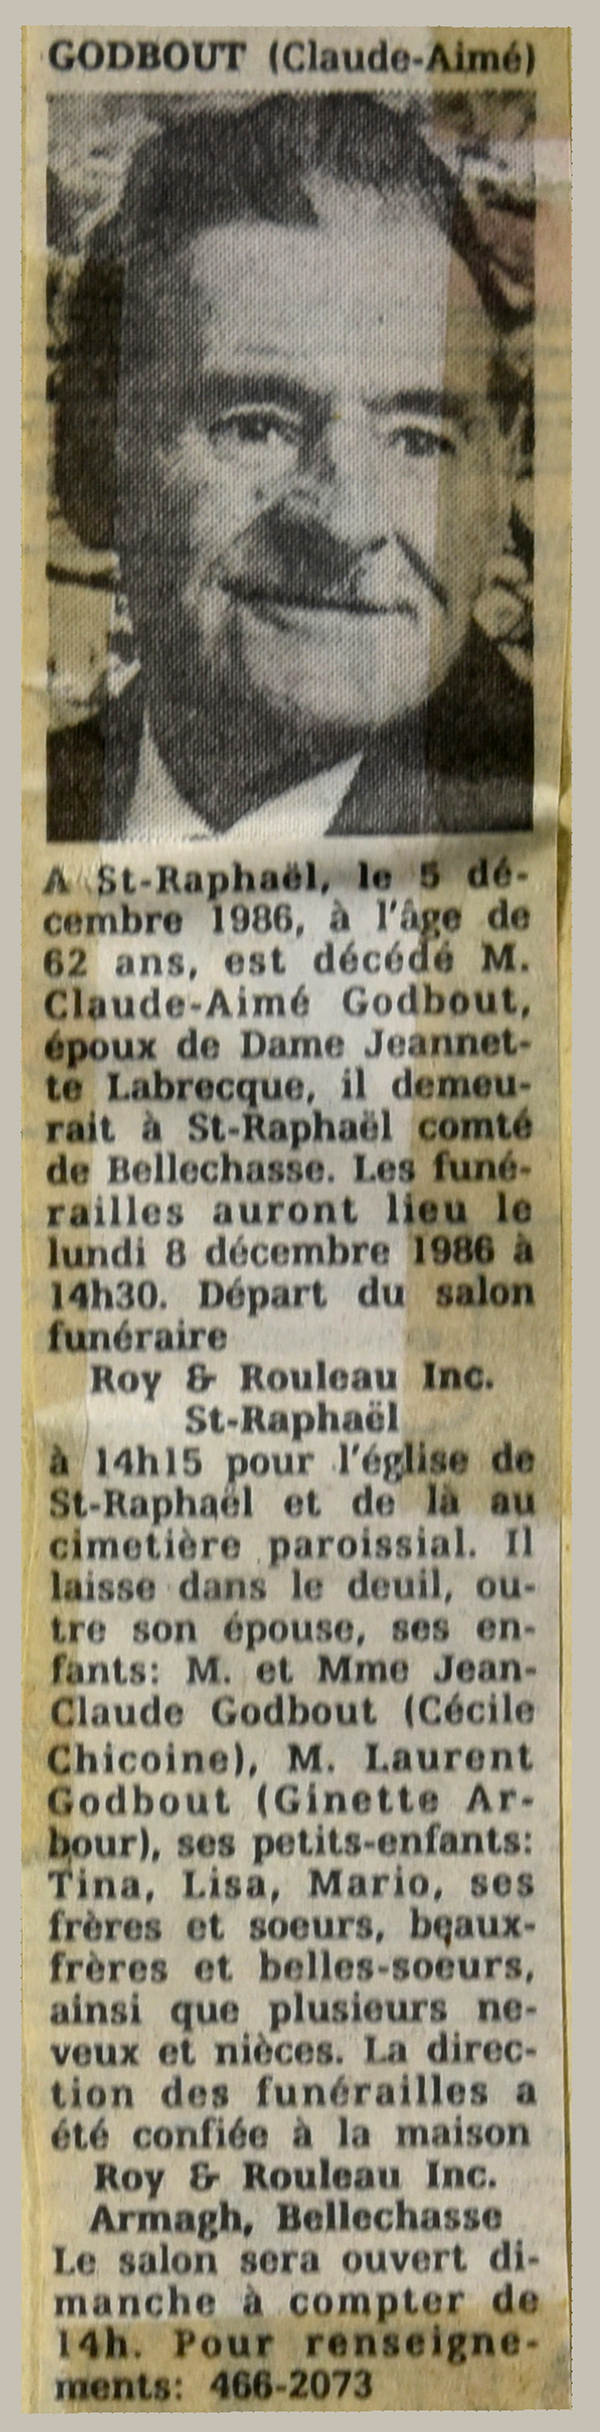 GODBOUT (Claude-Aimé)
A St-Raphaël, le 5 dé-
cembre 1986, à l'âge de
62 ans, est décédé M.
Claude-Aimé Godbout,
époux de Dame Jeannet-
te Labrecque, il demeu-
rait à St-Raphaël comté
de Bellechasse. Les funé-
railles auront lieu le
lundi 8 décembre 1986 à
14h30. Départ du salon
funéraire
Roy & Rouleau Inc.
St-Raphaël
à 14h15 pour l'église de
St-Raphaël et de là au
cimetière paroissial. Il
laisse dans le deuil, ou-
tre son épouse, ses en-
fants: M. et Mme Jean-
Claude Godbout (Cécile
Chicoine), M. Laurent
Godbout (Ginette Ar-
bour), ses petits-enfants:
Tina, Lisa, Mario, ses
frères et soeurs, beaux-
frères et belles-soeurs,
ainsi que plusieurs ne-
veux et nièces. La direc-
tion des funérailles a
été confiée à la maison
Roy & Rouleau Inc.
Armagh, Bellechasse
Le salon sera ouvert di-
manche à compter de
14h. Pour renseigne-
ments: 466-2073